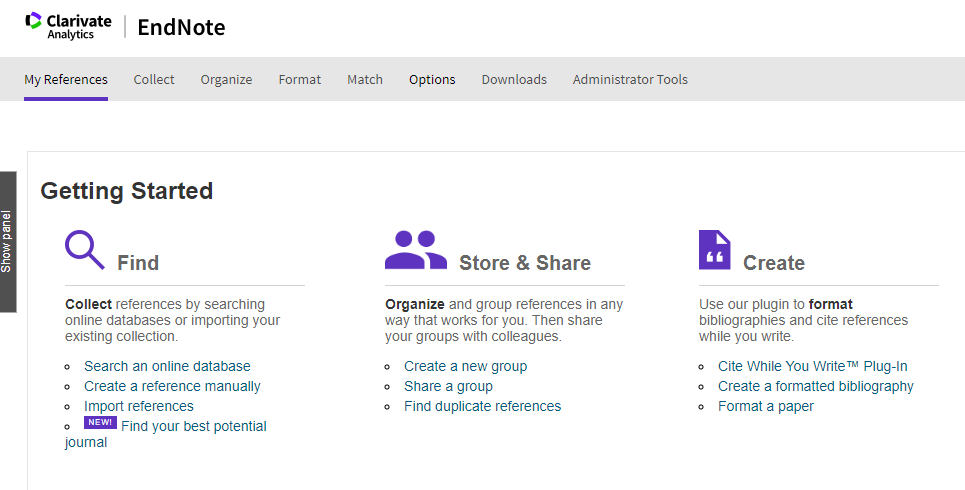 Clarivate
Analytics
EndNote
My References Collect Organize Format Match Options Downloads Administrator Tools
Show panel
Getting Started
Find
Collect references by searching
online databases or importing your
existing collection.
Search an online database
Create a reference manually
Import references
NEW! Find your best potential
journal
Store & Share
Organize and group references in any
way that works for you. Then share
your groups with colleagues.
Create a new group
Share a group
Find duplicate references
Create
Use our plugin to format
bibliographies and cite references
while you write.
Cite While You Write™ Plug-In
Create a formatted bibliography
Format a paper